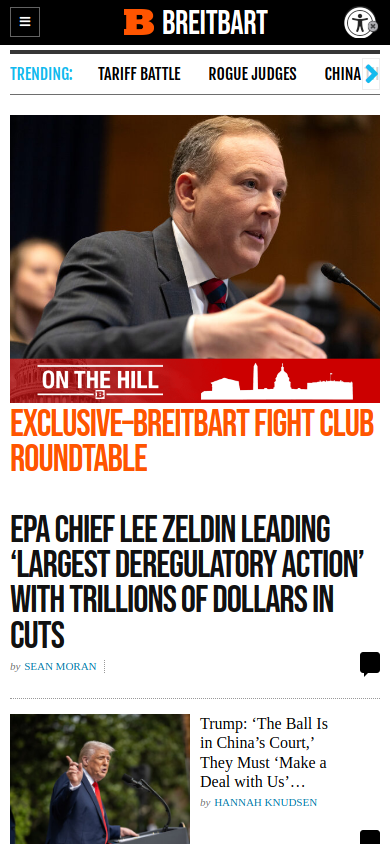 BREITBART
TRENDING:
TARIFF BATTLE
ROGUE JUDGES
CHINA
ON THE HILL
EXCLUSIVE–BREITBART FIGHT CLUB
ROUNDTABLE
EPA CHIEF LEE ZELDIN LEADING
‘LARGEST DEREGULATORY ACTION’
WITH TRILLIONS OF DOLLARS IN
CUTS
by SEAN MORAN
Trump: ‘The Ball Is
in China’s Court,’
They Must ‘Make a
Deal with Us’…
by HANNAH KNUDSEN